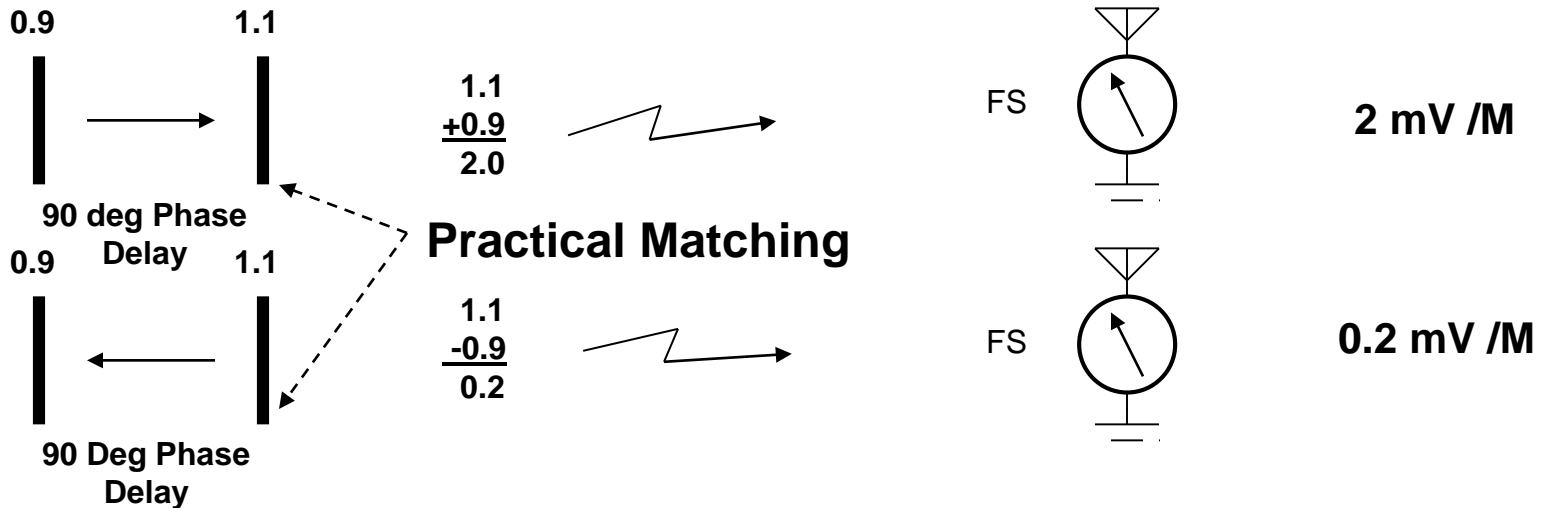 0.9
1.1
90 deg Phase
Delay
1.1
+0.9
2.0
FS
2 mV /M
Practical Matching
0.9
1.1
90 Deg Phase
Delay
1.1
-0.9
0.2
FS
0.2 mV /M